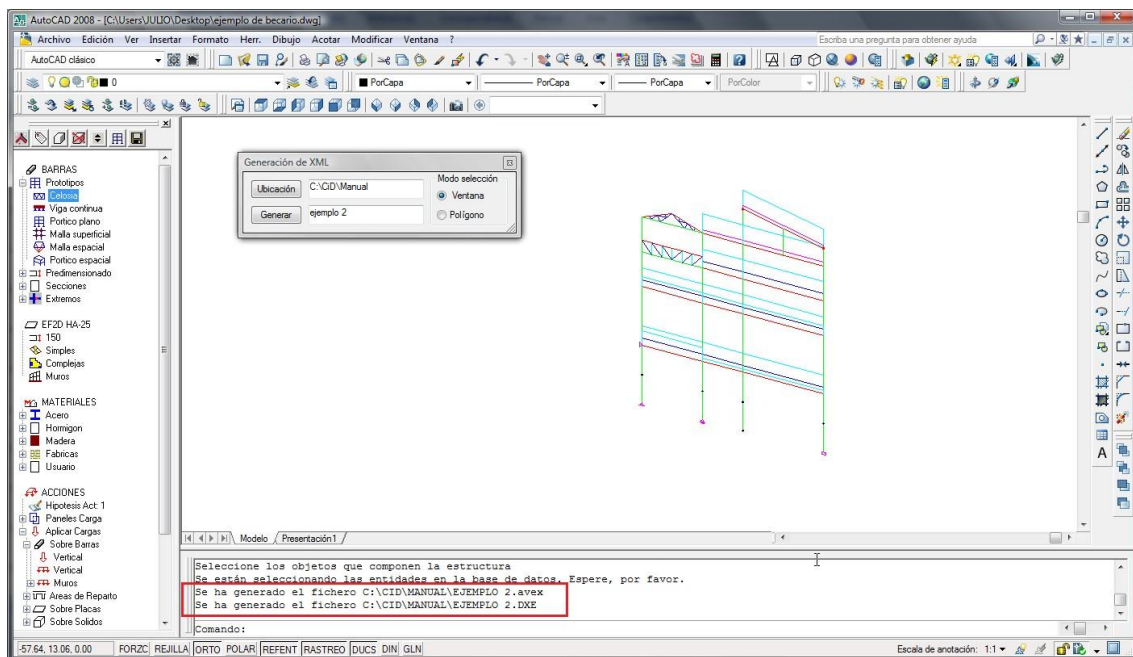 AutoCAD 2008 - [C:\Users\JULIO\Desktop\ejemplo de becario.dwg]
Archivo Edición Ver Insertar Formato Herr. Dibujo Acotar Modificar Ventana ?
Escriba una pregunta para obtener ayuda
AutoCAD clásico
0
PorCapa
PorCapa
PorCapa
PorColor
BARRAS
Prototipos
Celosia
Viga continua
Portico plano
Malla superficial
Malla espacial
Portico espacial
Predimensionado
Secciones
Extremos
EF2D HA-25
150
Simples
Complejas
Muros
MATERIALES
Acero
Hormigon
Madera
Fabricas
Usuario
ACCIONES
Hipotesis Act: 1
Paneles Carga
Aplicar Cargas
Sobre Barras
Vertical
Vertical
Muros
Areas de Reparto
Sobre Placas
Sobre Solidos
Generación de XML
Ubicación
C:\CiD\Manual
Generar
ejemplo 2
Modo selección
Ventana
Polígono
Modelo
Presentación1
Seleccione los objetos que componen la estructura
Se están seleccionando las entidades en la base de datos. Espere, por favor.
Se ha generado el fichero C:\CID\MANUAL\EJEMPLO 2.avex
Se ha generado el fichero C:\CID\MANUAL\EJEMPLO 2.DXE
Comando:
-57.64, 13.06, 0.00
FORZC REJILLA ORTO POLAR REFENT RASTREO DUCS DIN GLN
Escala de anotación: 1:1